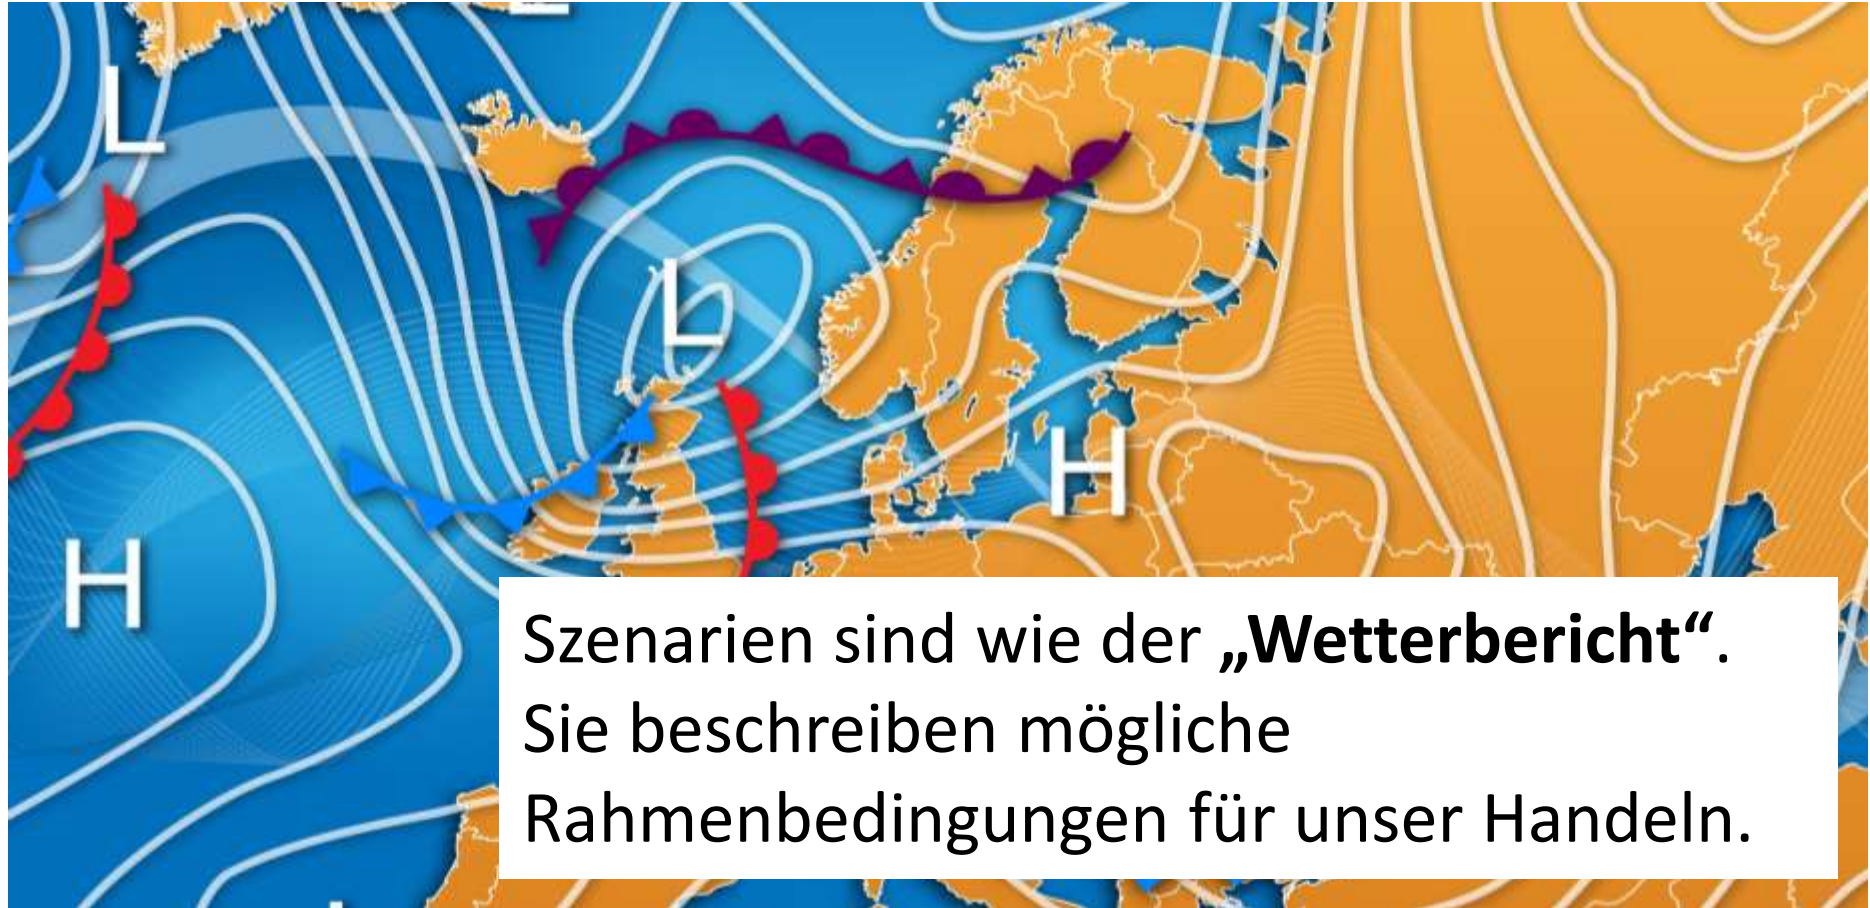 L
L
H
H
Szenarien sind wie der „Wetterbericht“.
Sie beschreiben mögliche
Rahmenbedingungen für unser Handeln.